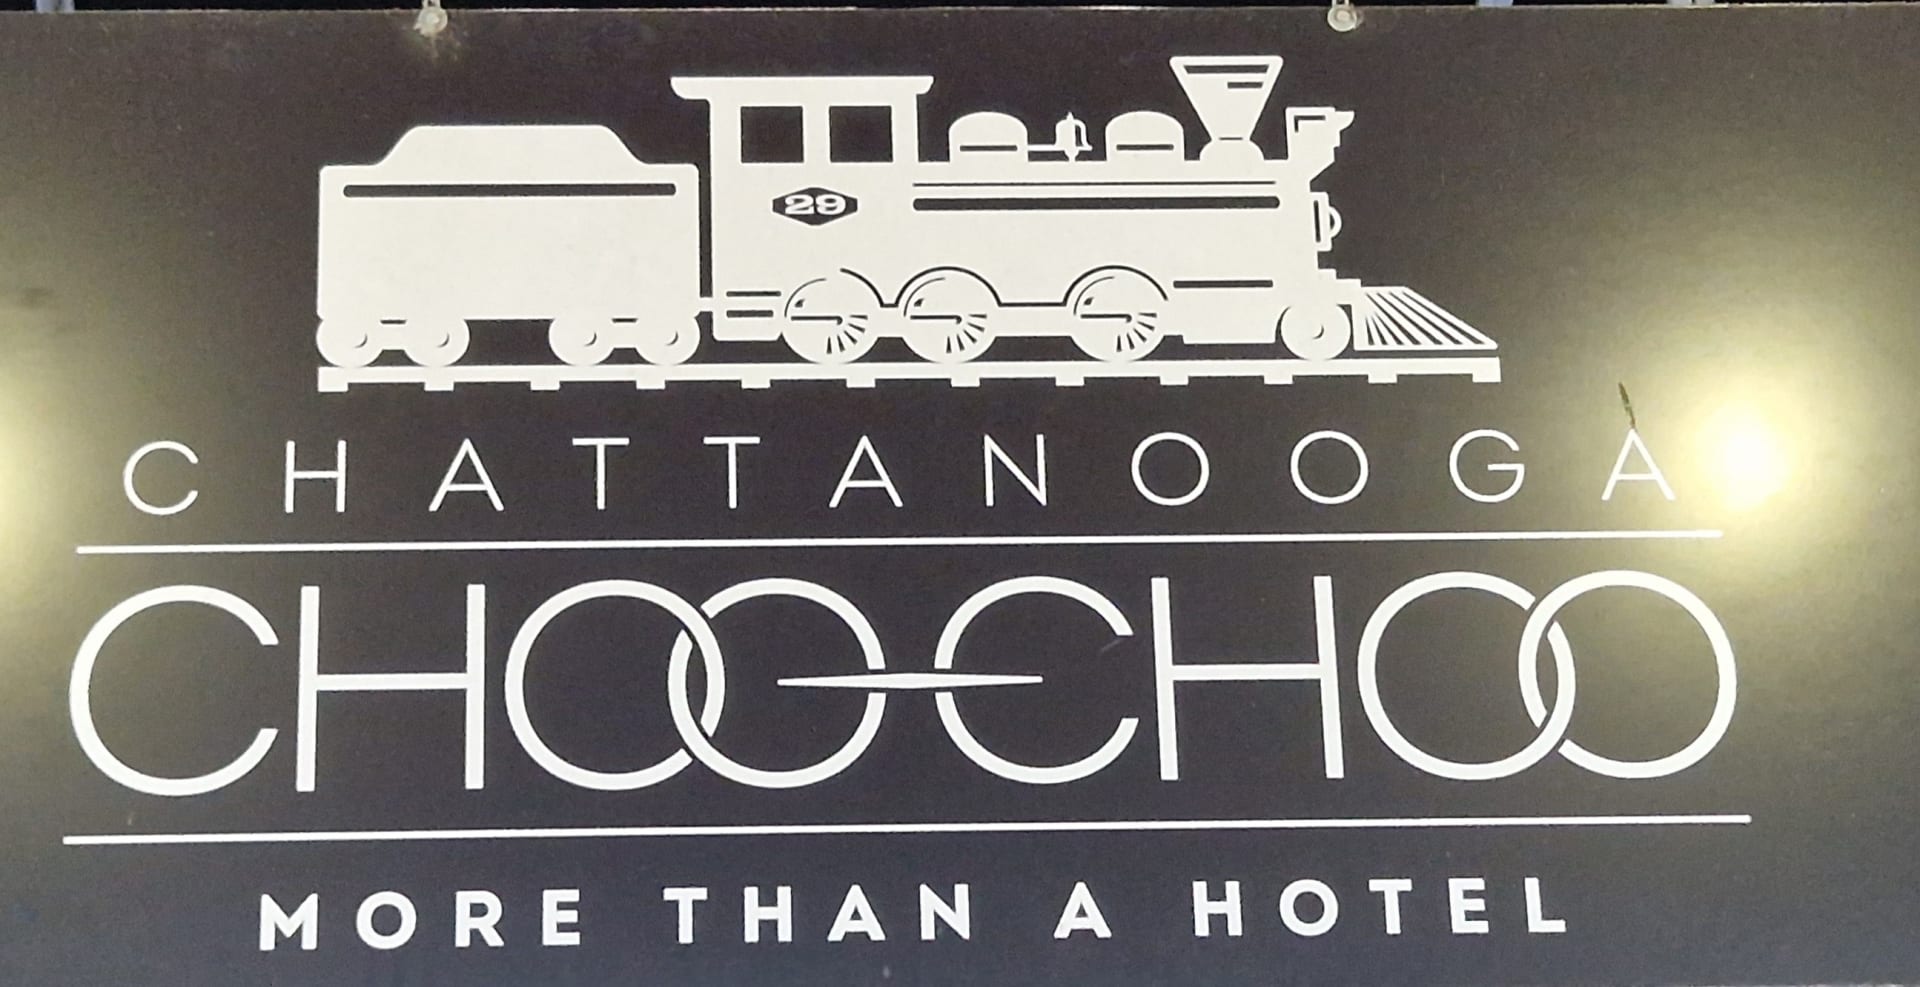 29
CHATTANOOGA
CHOO-CHOO
MORE THAN A HOTEL